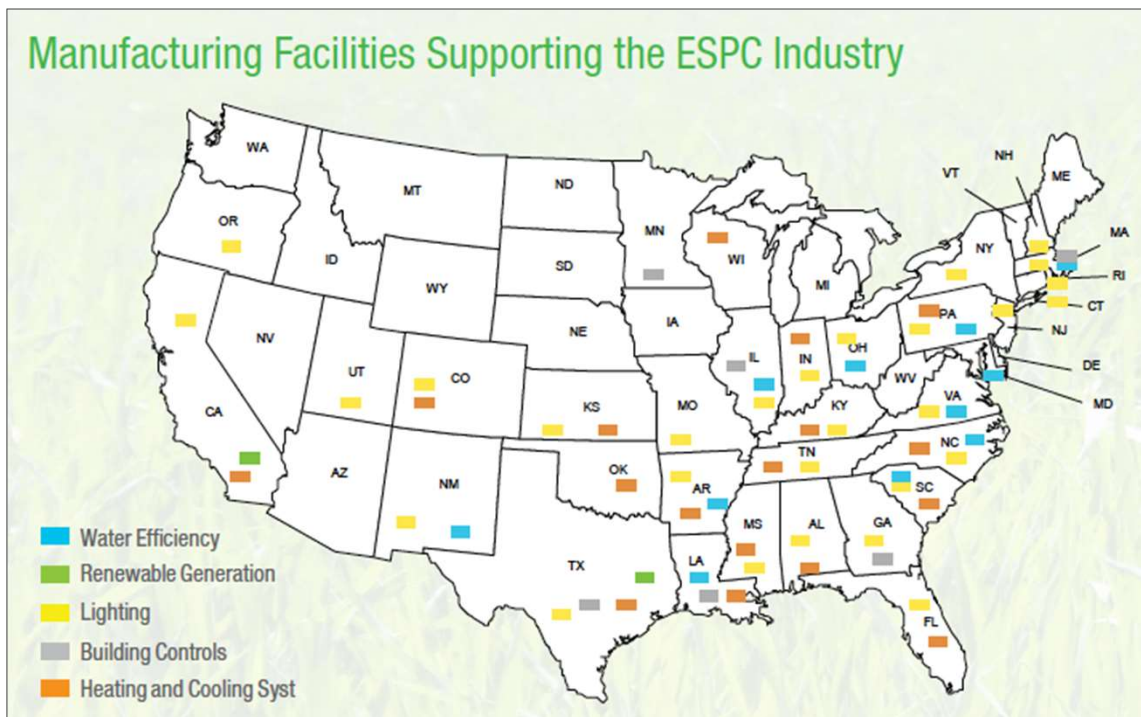 Manufacturing Facilities Supporting the ESPC Industry
WA
NH
VT
ME
MT
ND
OR
MN
MA
NY
ID
SD
WI
MI
RI
WY
CT
PA
IA
NJ
NE
NV
IL
IN
OH
DE
UT
CO
WV
VA
MD
CA
KS
MO
KY
NC
TN
OK
AZ
NM
AR
SC
MS
AL
GA
Water Efficiency
TX
LA
Renewable Generation
Lighting
FL
Building Controls
Heating and Cooling Syst